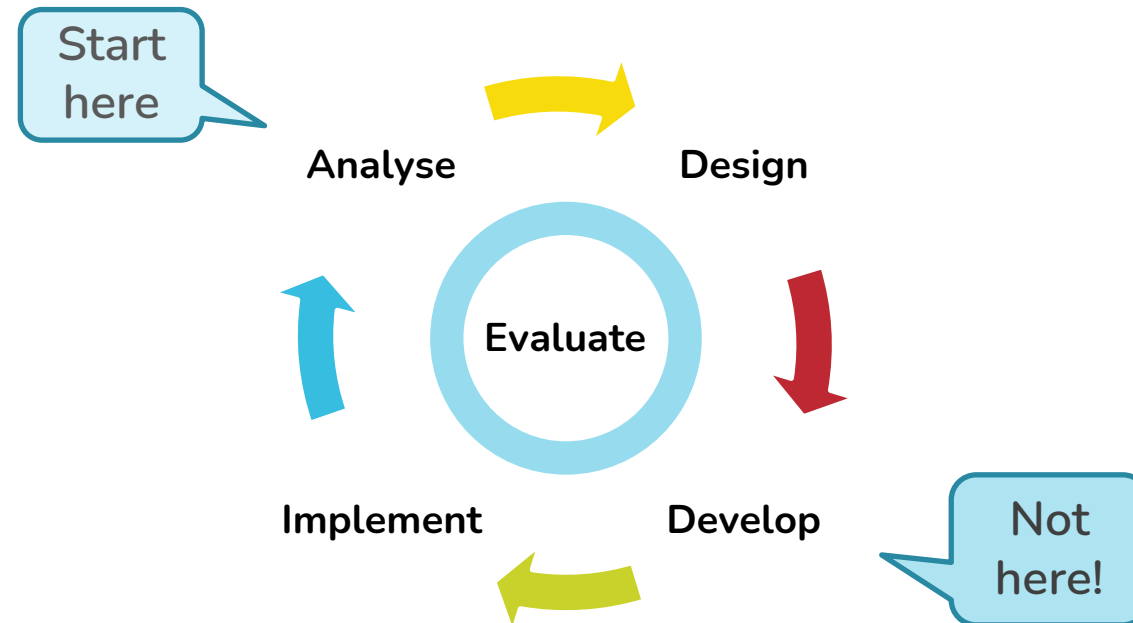 Start
here
Analyse
Design
Evaluate
Implement
Develop
Not
here!